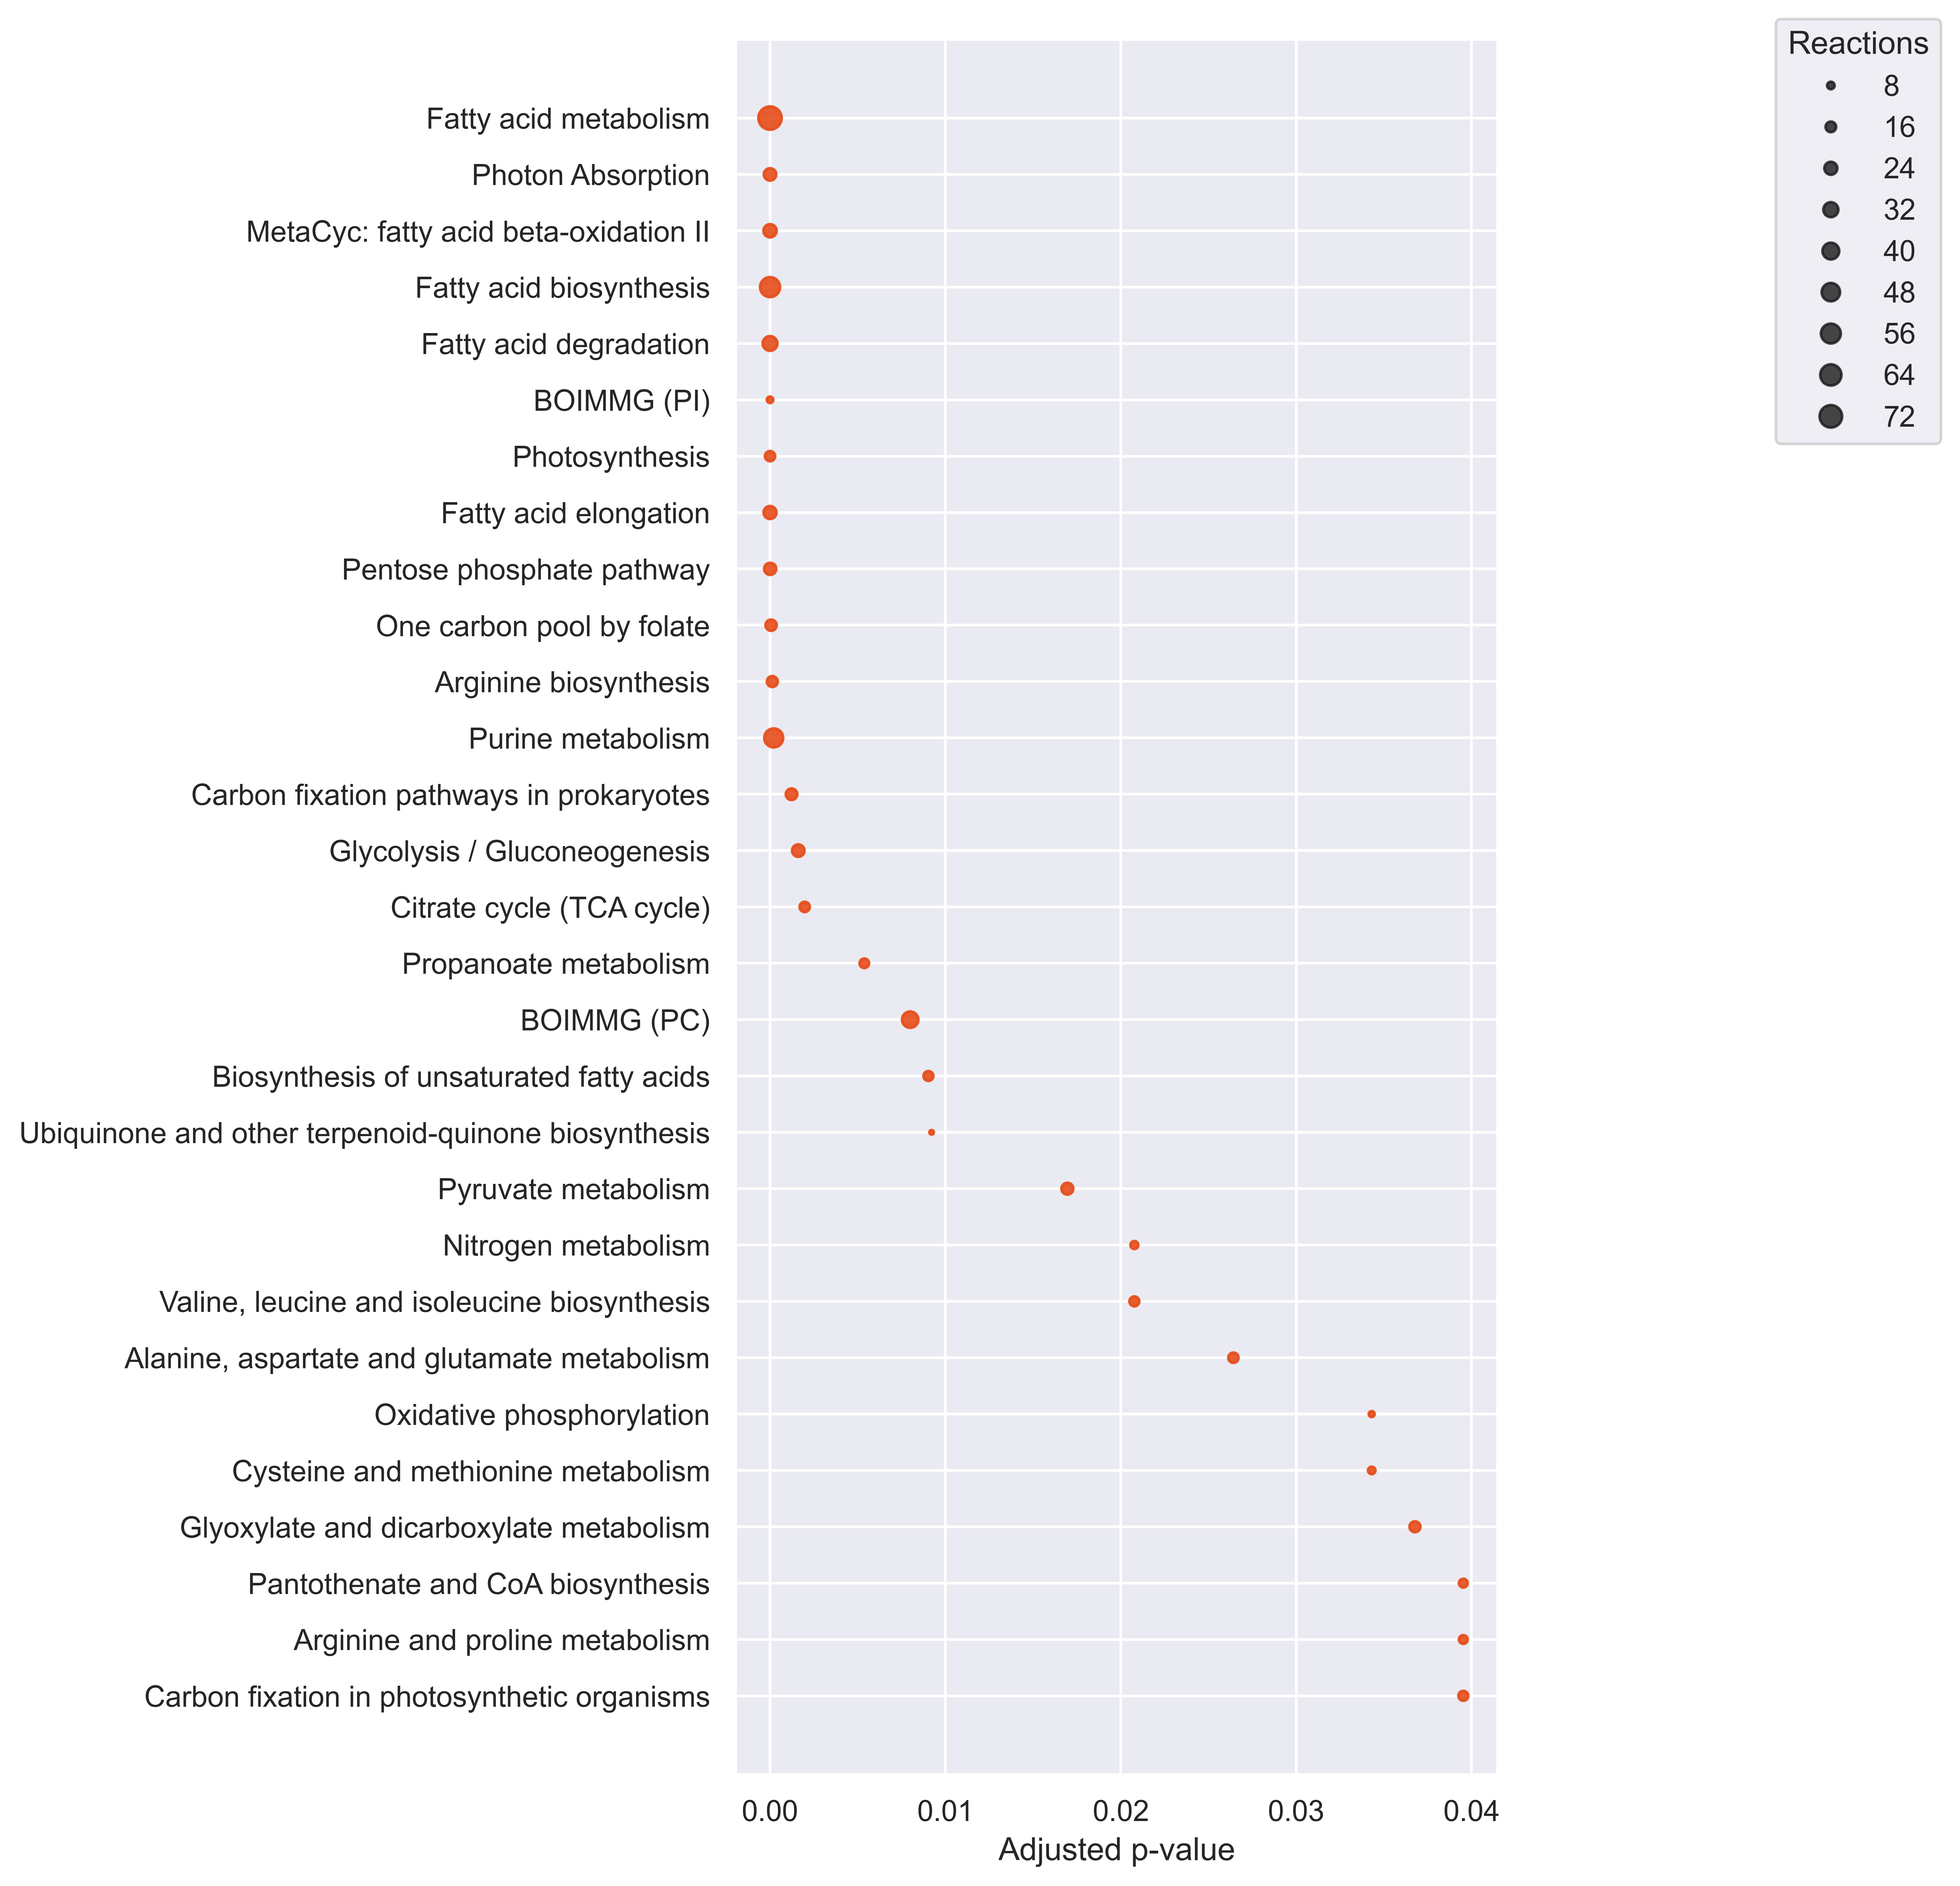 Reactions
8
16
24
32
40
48
56
64
72
Fatty acid metabolism
Photon Absorption
MetaCyc: fatty acid beta-oxidation II
Fatty acid biosynthesis
Fatty acid degradation
BOIMMG (PI)
Photosynthesis
Fatty acid elongation
Pentose phosphate pathway
One carbon pool by folate
Arginine biosynthesis
Purine metabolism
Carbon fixation pathways in prokaryotes
Glycolysis / Gluconeogenesis
Citrate cycle (TCA cycle)
Propanoate metabolism
BOIMMG (PC)
Biosynthesis of unsaturated fatty acids
Ubiquinone and other terpenoid-quinone biosynthesis
Pyruvate metabolism
Nitrogen metabolism
Valine, leucine and isoleucine biosynthesis
Alanine, aspartate and glutamate metabolism
Oxidative phosphorylation
Cysteine and methionine metabolism
Glyoxylate and dicarboxylate metabolism
Pantothenate and CoA biosynthesis
Arginine and proline metabolism
Carbon fixation in photosynthetic organisms
0.00 0.01 0.02 0.03 0.04
Adjusted p-value